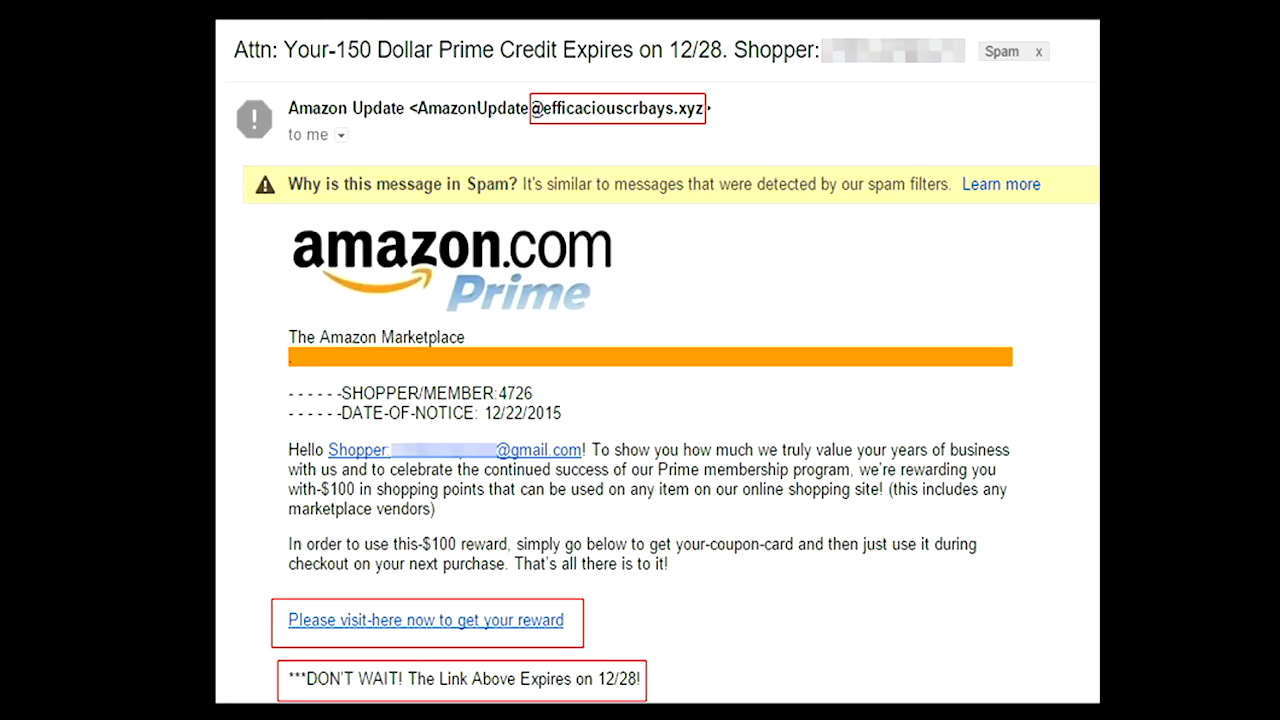 Attn: Your-150 Dollar Prime Credit Expires on 12/28. Shopper:
Spam x
Amazon Update <AmazonUpdate@efficaciouscrbays.xyz>
to me
Why is this message in Spam? It's similar to messages that were detected by our spam filters. Learn more
amazon.com
Prime
The Amazon Marketplace
- - - - - -SHOPPER/MEMBER:4726
- - - - - -DATE-OF-NOTICE: 12/22/2015
Hello Shopper: @gmail.com! To show you how much we truly value your years of business
with us and to celebrate the continued success of our Prime membership program, we're rewarding you
with-$100 in shopping points that can be used on any item on our online shopping site! (this includes any
marketplace vendors)
In order to use this-$100 reward, simply go below to get your-coupon-card and then just use it during
checkout on your next purchase. That's all there is to it!
Please visit-here now to get your reward
***DON'T WAIT! The Link Above Expires on 12/28!